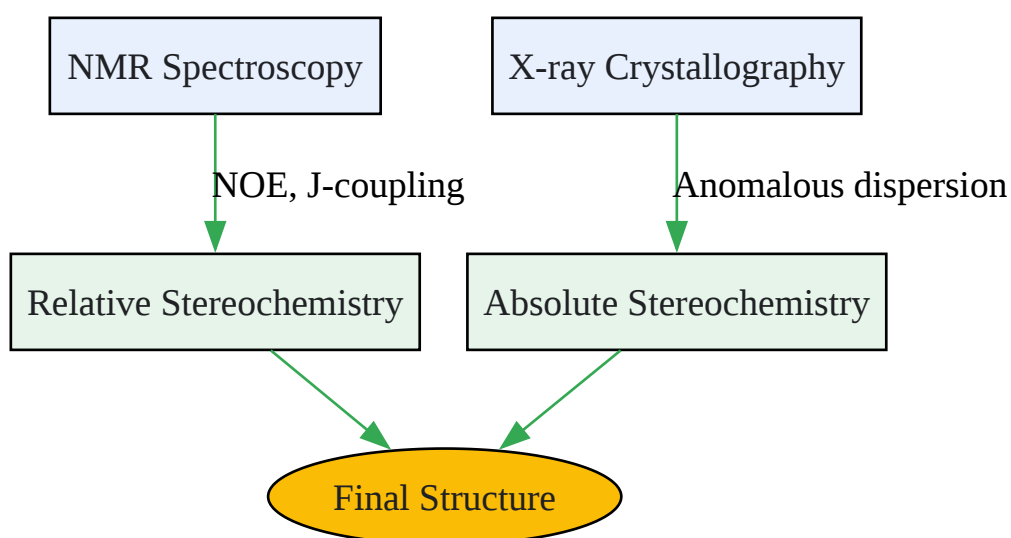 NMR Spectroscopy
X-ray Crystallography
NOE, J-coupling
Anomalous dispersion
Relative Stereochemistry
Absolute Stereochemistry
Final Structure